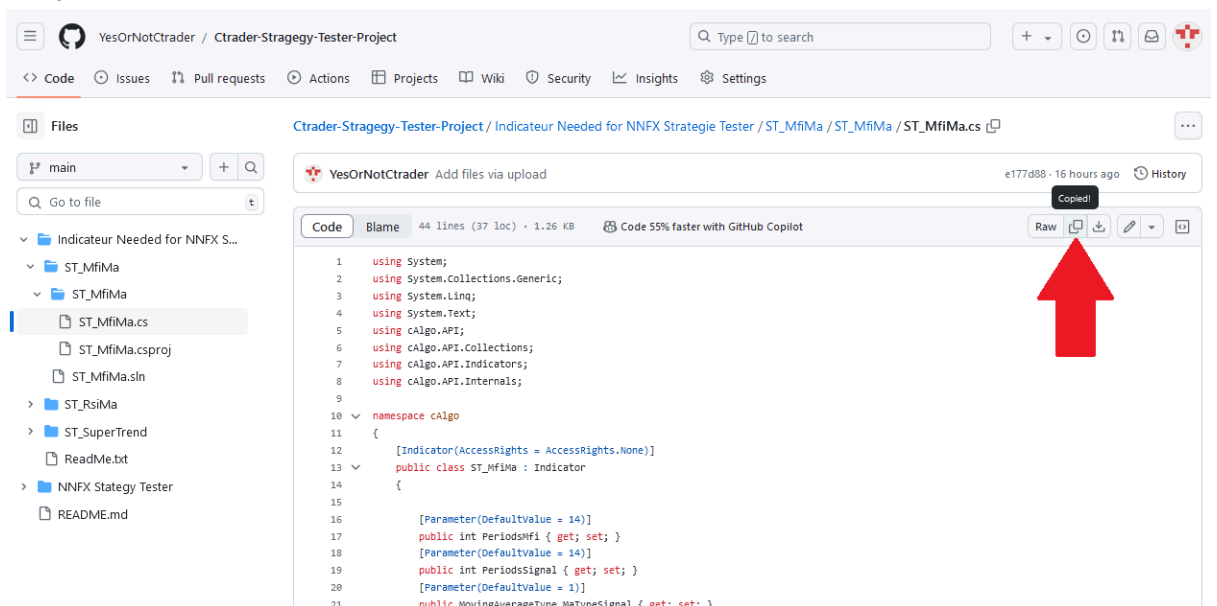 YesOrNotCtrader / Ctrader-Stragegy-Tester-Project
Type / to search
Code Issues Pull requests Actions Projects Wiki Security Insights Settings
Files
Ctrader-Stragegy-Tester-Project / Indicateur Needed for NNFX Strategie Tester / ST_MfiMa / ST_MfiMa / ST_MfiMa.cs
main
YesOrNotCtrader Add files via upload
e177d88 · 16 hours ago History
Go to file t
Copied!
Code Blame 44 lines (37 loc) · 1.26 KB Code 55% faster with GitHub Copilot
Raw
Indicateur Needed for NNFX S...
ST_MfiMa
ST_MfiMa
ST_MfiMa.cs
ST_MfiMa.csproj
ST_MfiMa.sln
ST_RsiMa
ST_SuperTrend
ReadMe.txt
NNFX Stategy Tester
README.md
1 using System;
2 using System.Collections.Generic;
3 using System.Linq;
4 using System.Text;
5 using cAlgo.API;
6 using cAlgo.API.Collections;
7 using cAlgo.API.Indicators;
8 using cAlgo.API.Internals;
9
10 namespace cAlgo
11 {
12 [Indicator(AccessRights = AccessRights.None)]
13 public class ST_MfiMa : Indicator
14 {
15
16 [Parameter(DefaultValue = 14)]
17 public int PeriodsMfi { get; set; }
18 [Parameter(DefaultValue = 14)]
19 public int PeriodsSignal { get; set; }
20 [Parameter(DefaultValue = 1)]
21 public MovingAverageType MaTypeSignal { get; set; }